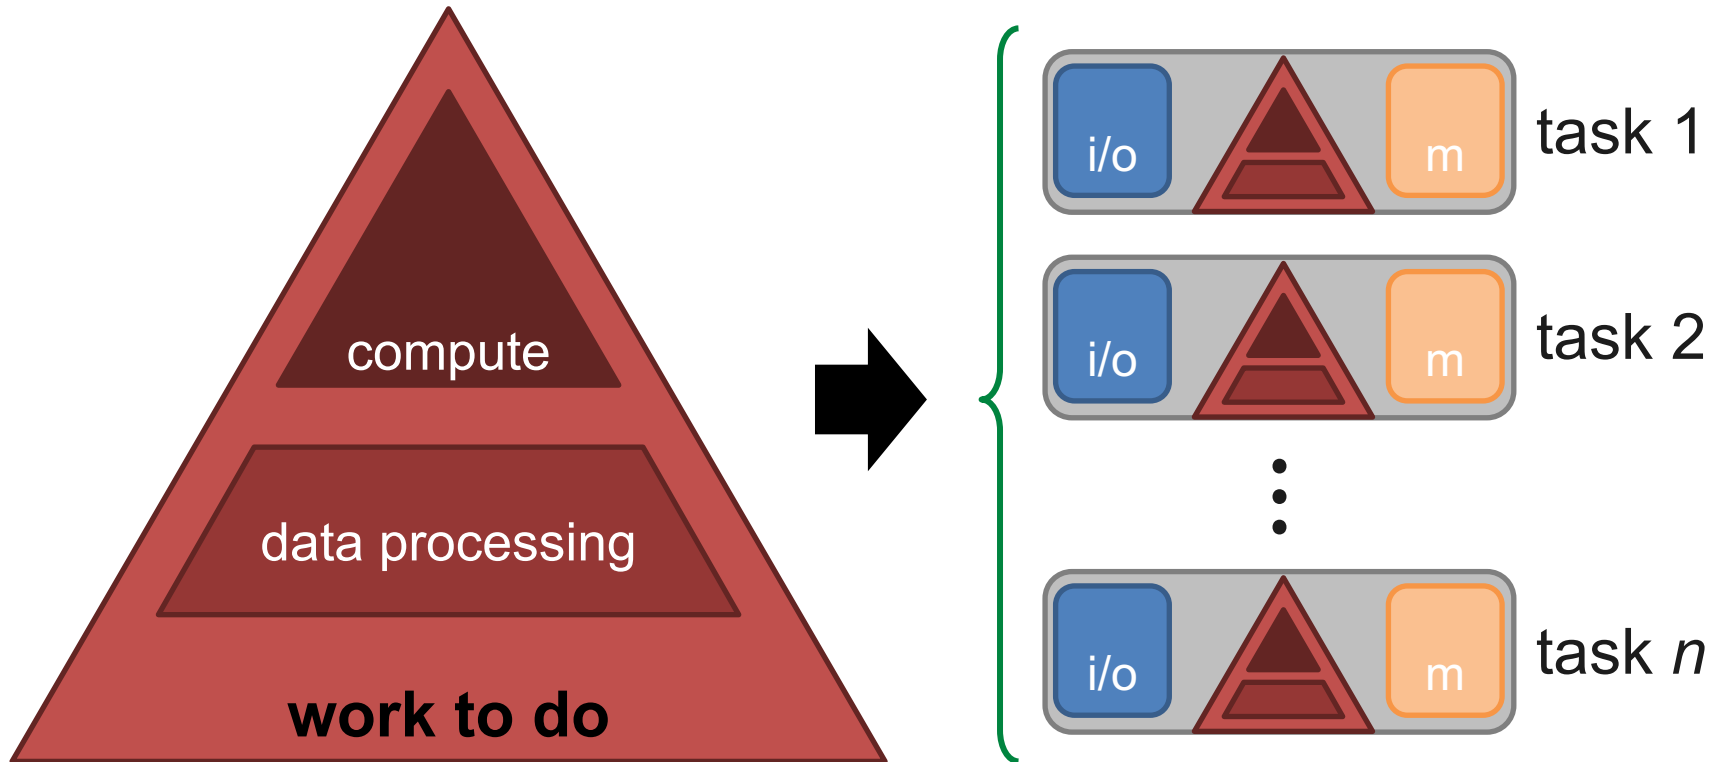 compute
data processing
work to do
i/o
m
task 1
i/o
m
task 2
i/o
m
task n